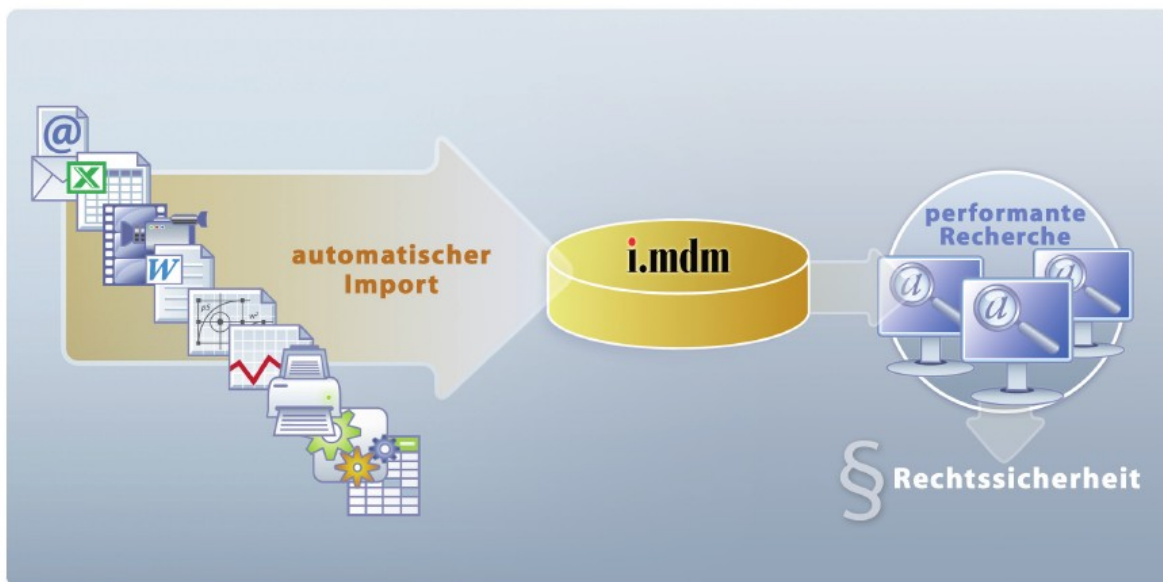 @
X
W
automatischer
Import
i.mdm
performante
Recherche
d
d
d
§ Rechtssicherheit